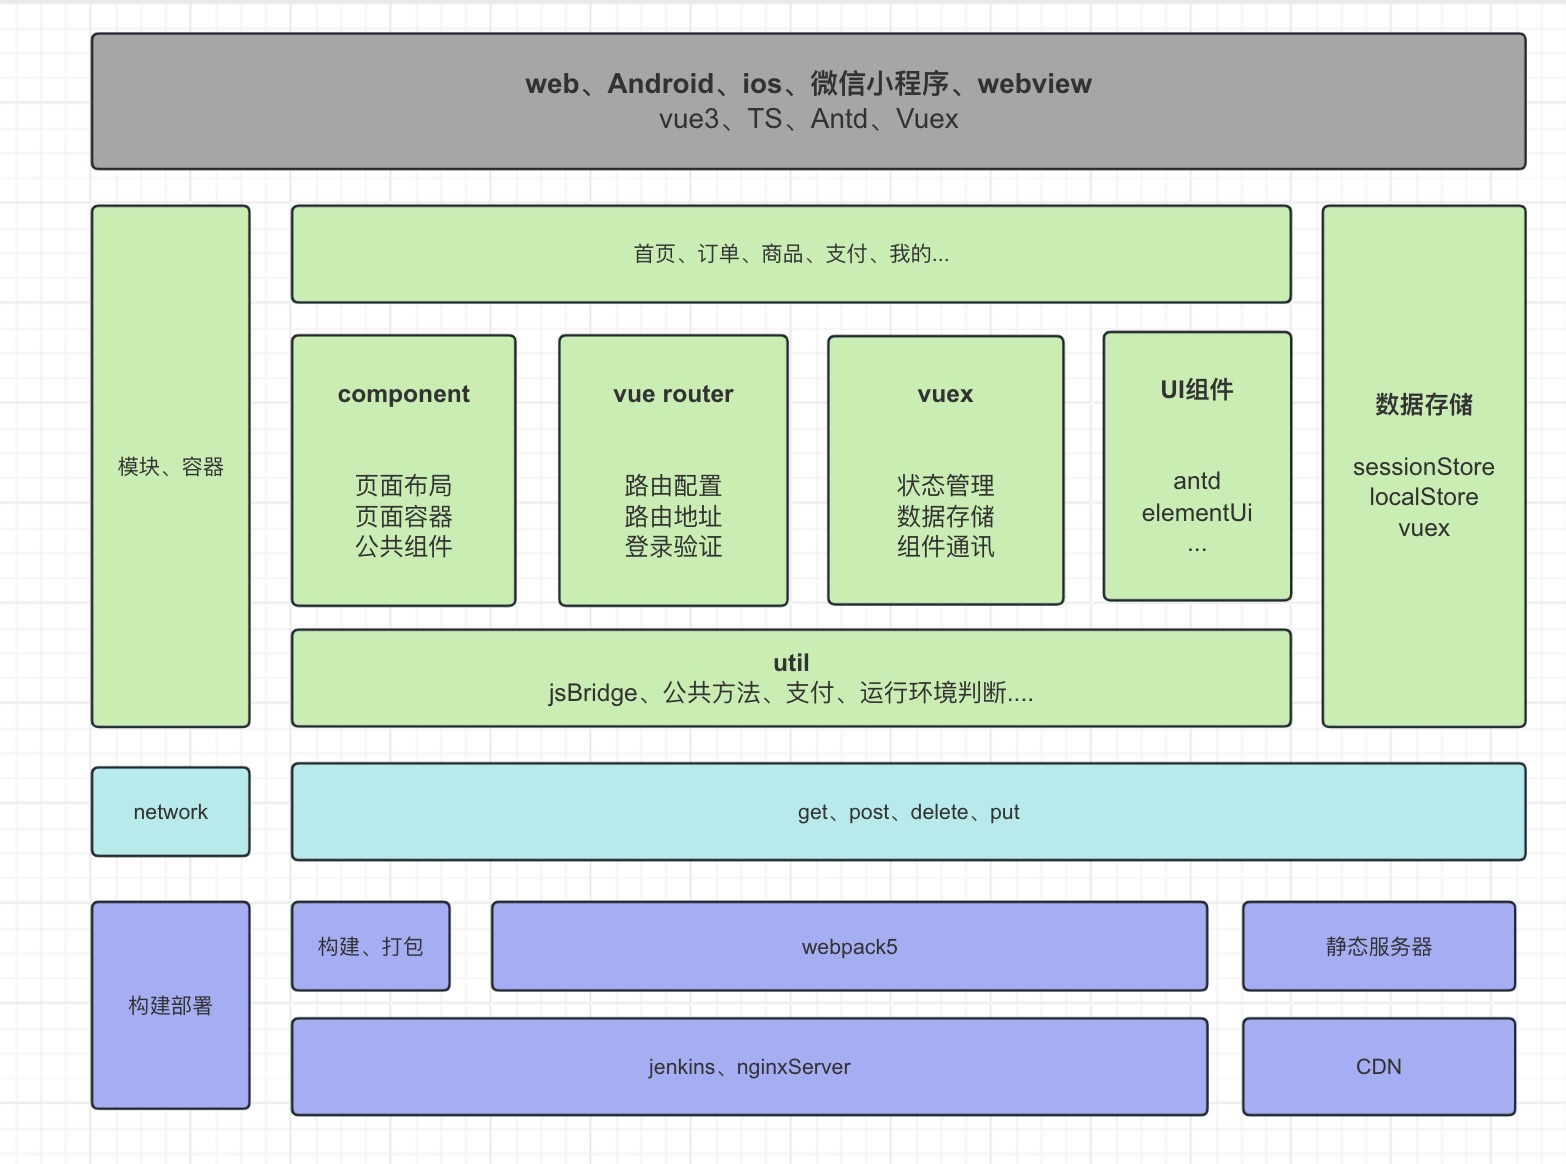 web、Android、ios、微信小程序、webview
vue3、TS、Antd、Vuex
模块、容器
首页、订单、商品、支付、我的...
component
页面布局
页面容器
公共组件
vue router
路由配置
路由地址
登录验证
vuex
状态管理
数据存储
组件通讯
UI组件
antd
elementUi
...
util
jsBridge、公共方法、支付、运行环境判断....
数据存储
sessionStore
localStore
vuex
network
get、post、delete、put
构建部署
构建、打包
webpack5
静态服务器
jenkins、nginxServer
CDN